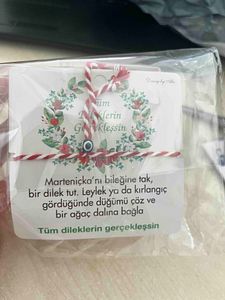 Tüm
Dileklerin
Gerçekleşsin
Marteniçka'nı bileğine tak,
bir dilek tut. Leylek ya da kırlangıç
gördüğünde düğümü çöz ve
bir ağaç dalına bağla
Tüm dileklerin gerçekleşsin